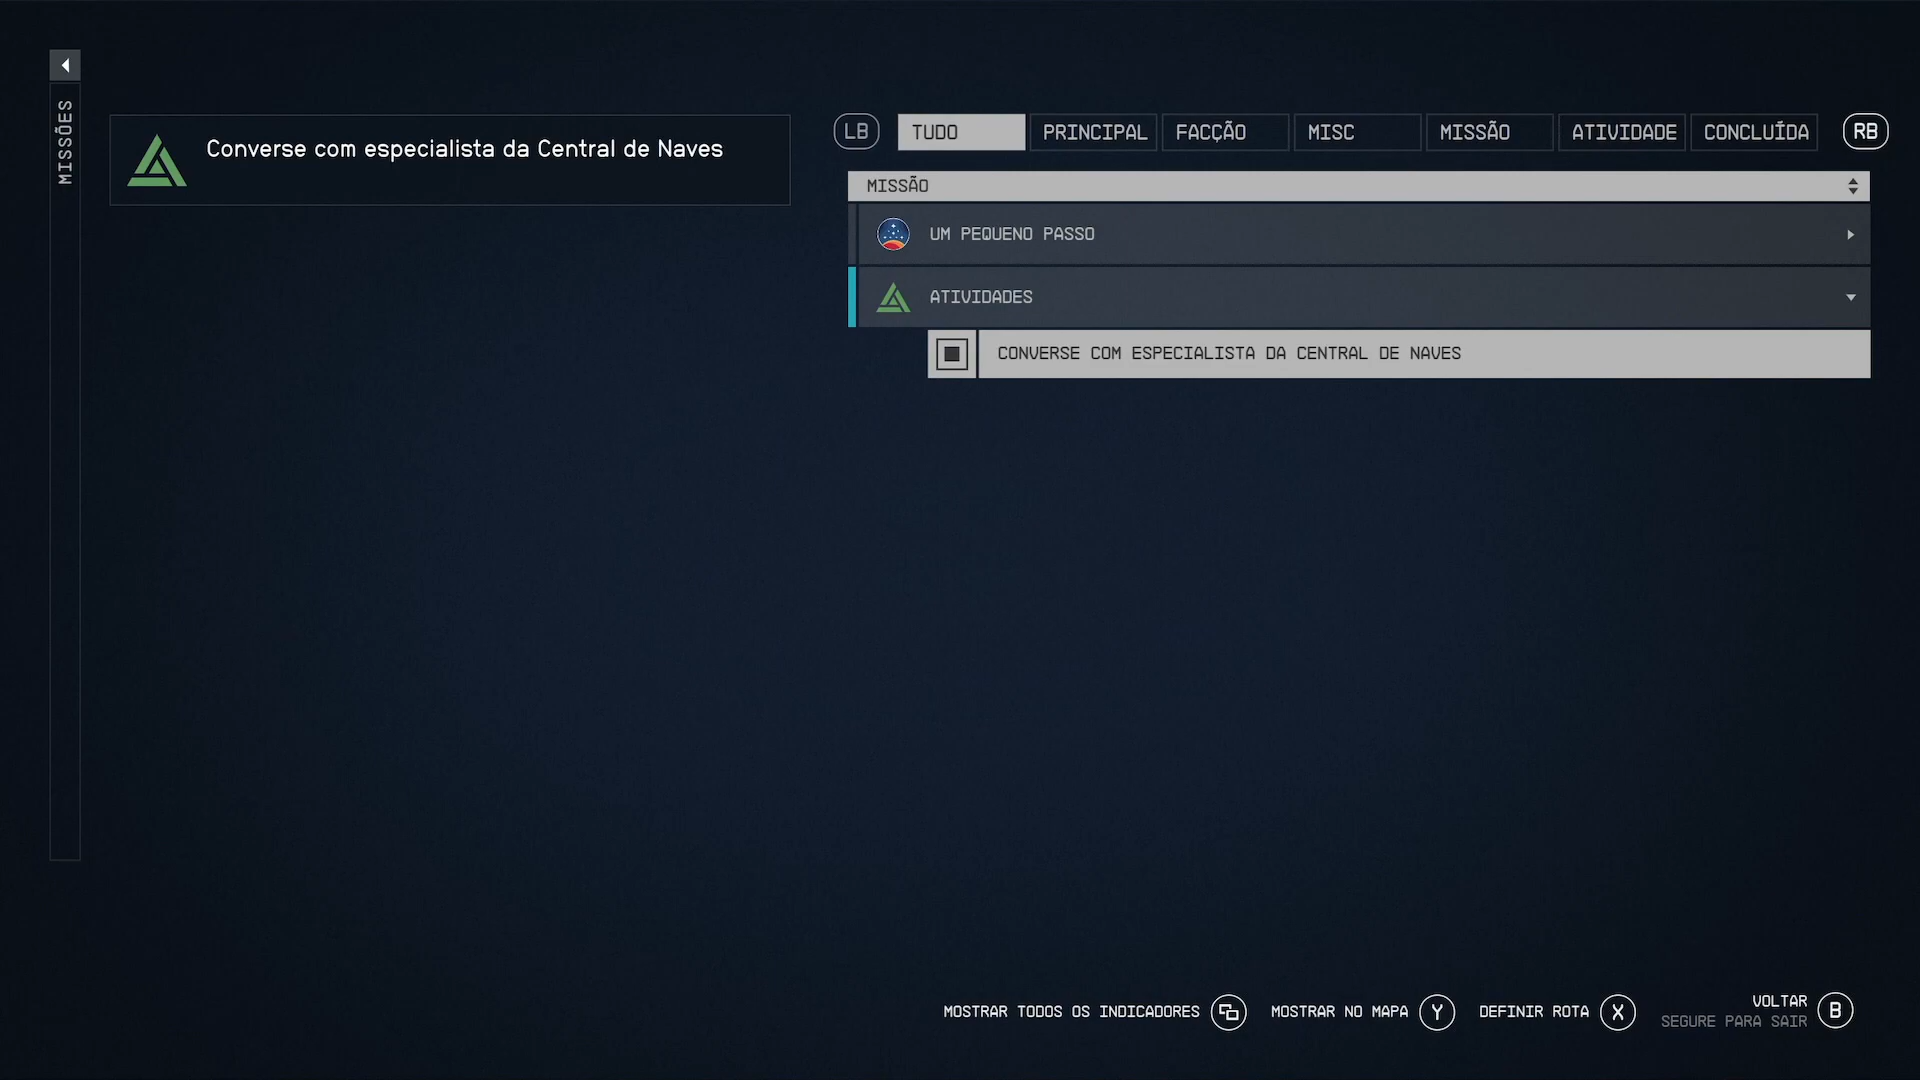 MISSÕES
Converse com especialista da Central de Naves
LB
TUDO
PRINCIPAL
FACÇÃO
MISC
MISSÃO
ATIVIDADE
CONCLUÍDA
RB
MISSÃO
UM PEQUENO PASSO
ATIVIDADES
CONVERSE COM ESPECIALISTA DA CENTRAL DE NAVES
MOSTRAR TODOS OS INDICADORES
MOSTRAR NO MAPA Y
DEFINIR ROTA X
VOLTAR B
SEGURE PARA SAIR